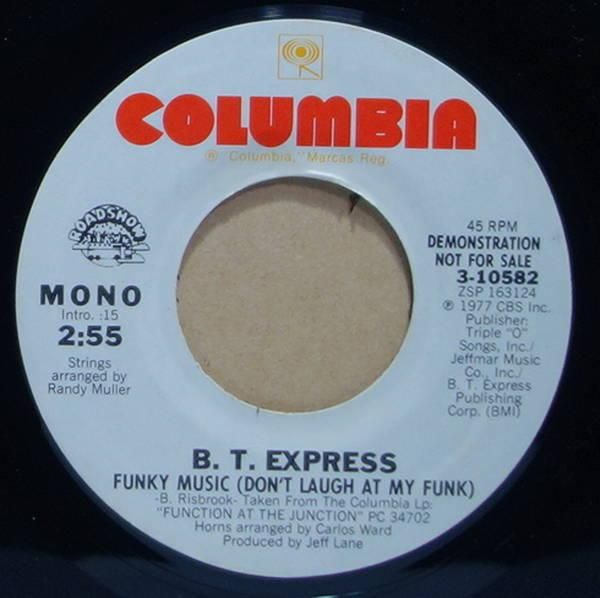 COLUMBIA
® Columbia," Marcas Reg.
ROADSHOW
MONO
Intro. :15
2:55
Strings
arranged by
Randy Muller
45 RPM
DEMONSTRATION
NOT FOR SALE
3-10582
ZSP 163124
℗ 1977 CBS Inc.
Publisher:
Triple "O"
Songs, Inc./
Jeffmar Music
Co., Inc./
B. T. Express
Publishing
Corp. (BMI)
B. T. EXPRESS
FUNKY MUSIC (DON'T LAUGH AT MY FUNK)
-B. Risbrook- Taken From The Columbia Lp:
"FUNCTION AT THE JUNCTION" PC 34702
Horns arranged by Carlos Ward
Produced by Jeff Lane